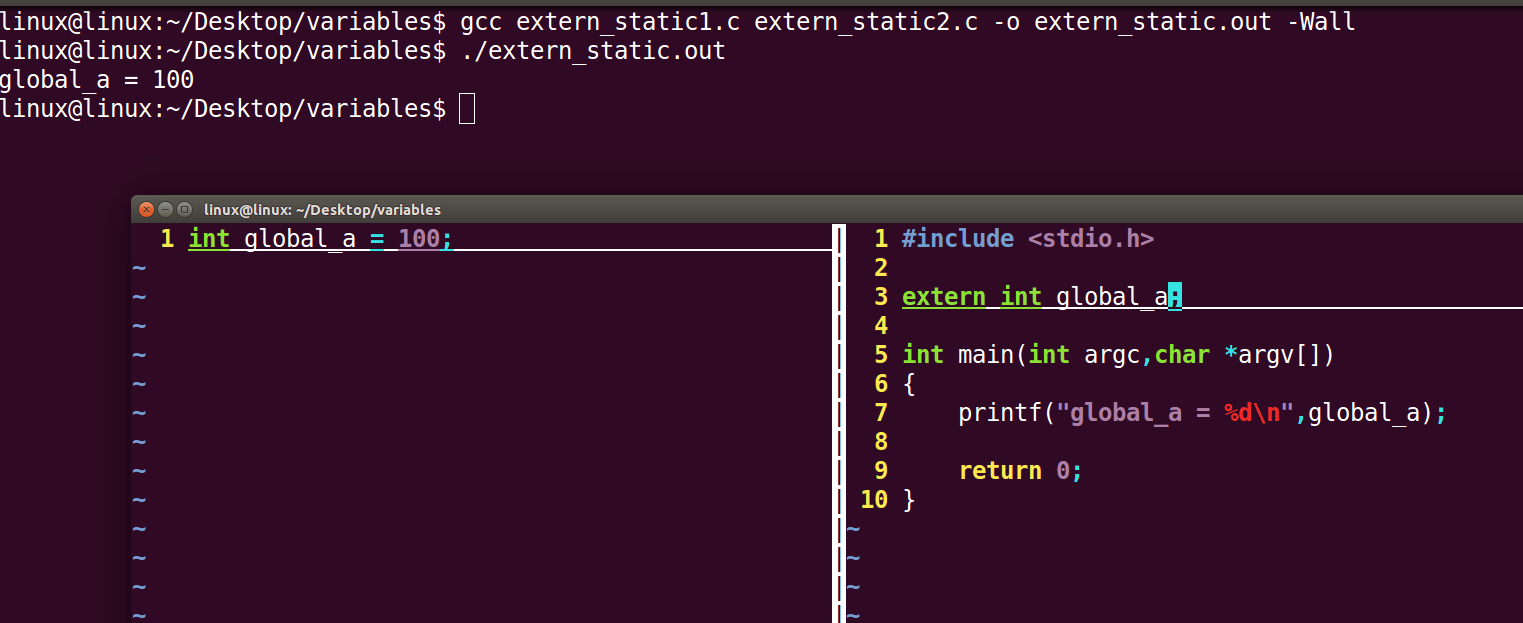 linux@linux:~/Desktop/variables$ gcc extern_static1.c extern_static2.c -o extern_static.out -Wall
linux@linux:~/Desktop/variables$ ./extern_static.out
global_a = 100
linux@linux:~/Desktop/variables$
linux@linux: ~/Desktop/variables
1 int global_a = 100;
~
~
~
~
~
~
~
~
~
~
~
~
~
1 #include <stdio.h>
2
3 extern int global_a;
4
5 int main(int argc,char *argv[])
6 {
7     printf("global_a = %d\n",global_a);
8
9     return 0;
10 }
~
~
~
~